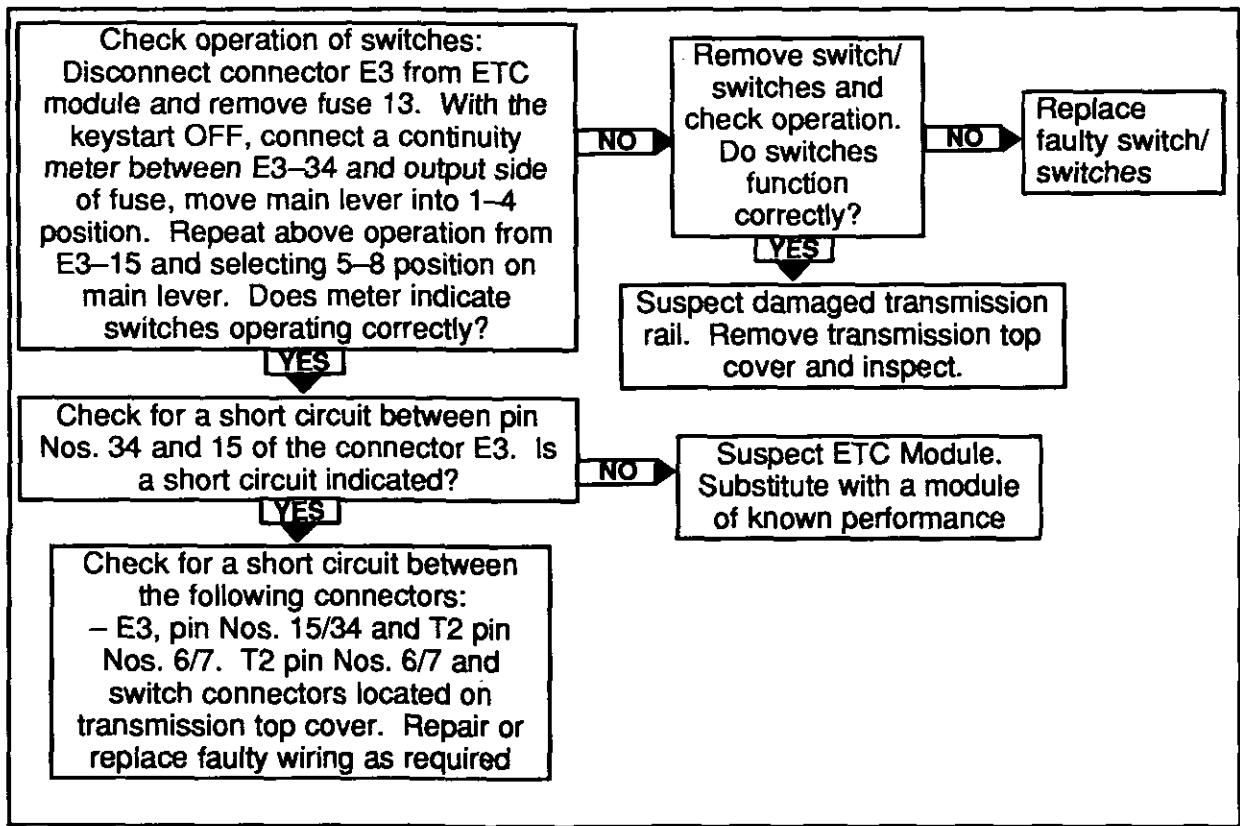 Check operation of switches:
Disconnect connector E3 from ETC
module and remove fuse 13. With the
keystart OFF, connect a continuity
meter between E3–34 and output side
of fuse, move main lever into 1–4
position. Repeat above operation from
E3–15 and selecting 5–8 position on
main lever. Does meter indicate
switches operating correctly?
NO
Remove switch/
switches and
check operation.
Do switches
function
correctly?
NO
Replace
faulty switch/
switches
YES
Suspect damaged transmission
rail. Remove transmission top
cover and inspect.
YES
Check for a short circuit between pin
Nos. 34 and 15 of the connector E3. Is
a short circuit indicated?
NO
Suspect ETC Module.
Substitute with a module
of known performance
YES
Check for a short circuit between
the following connectors:
– E3, pin Nos. 15/34 and T2 pin
Nos. 6/7. T2 pin Nos. 6/7 and
switch connectors located on
transmission top cover. Repair or
replace faulty wiring as required